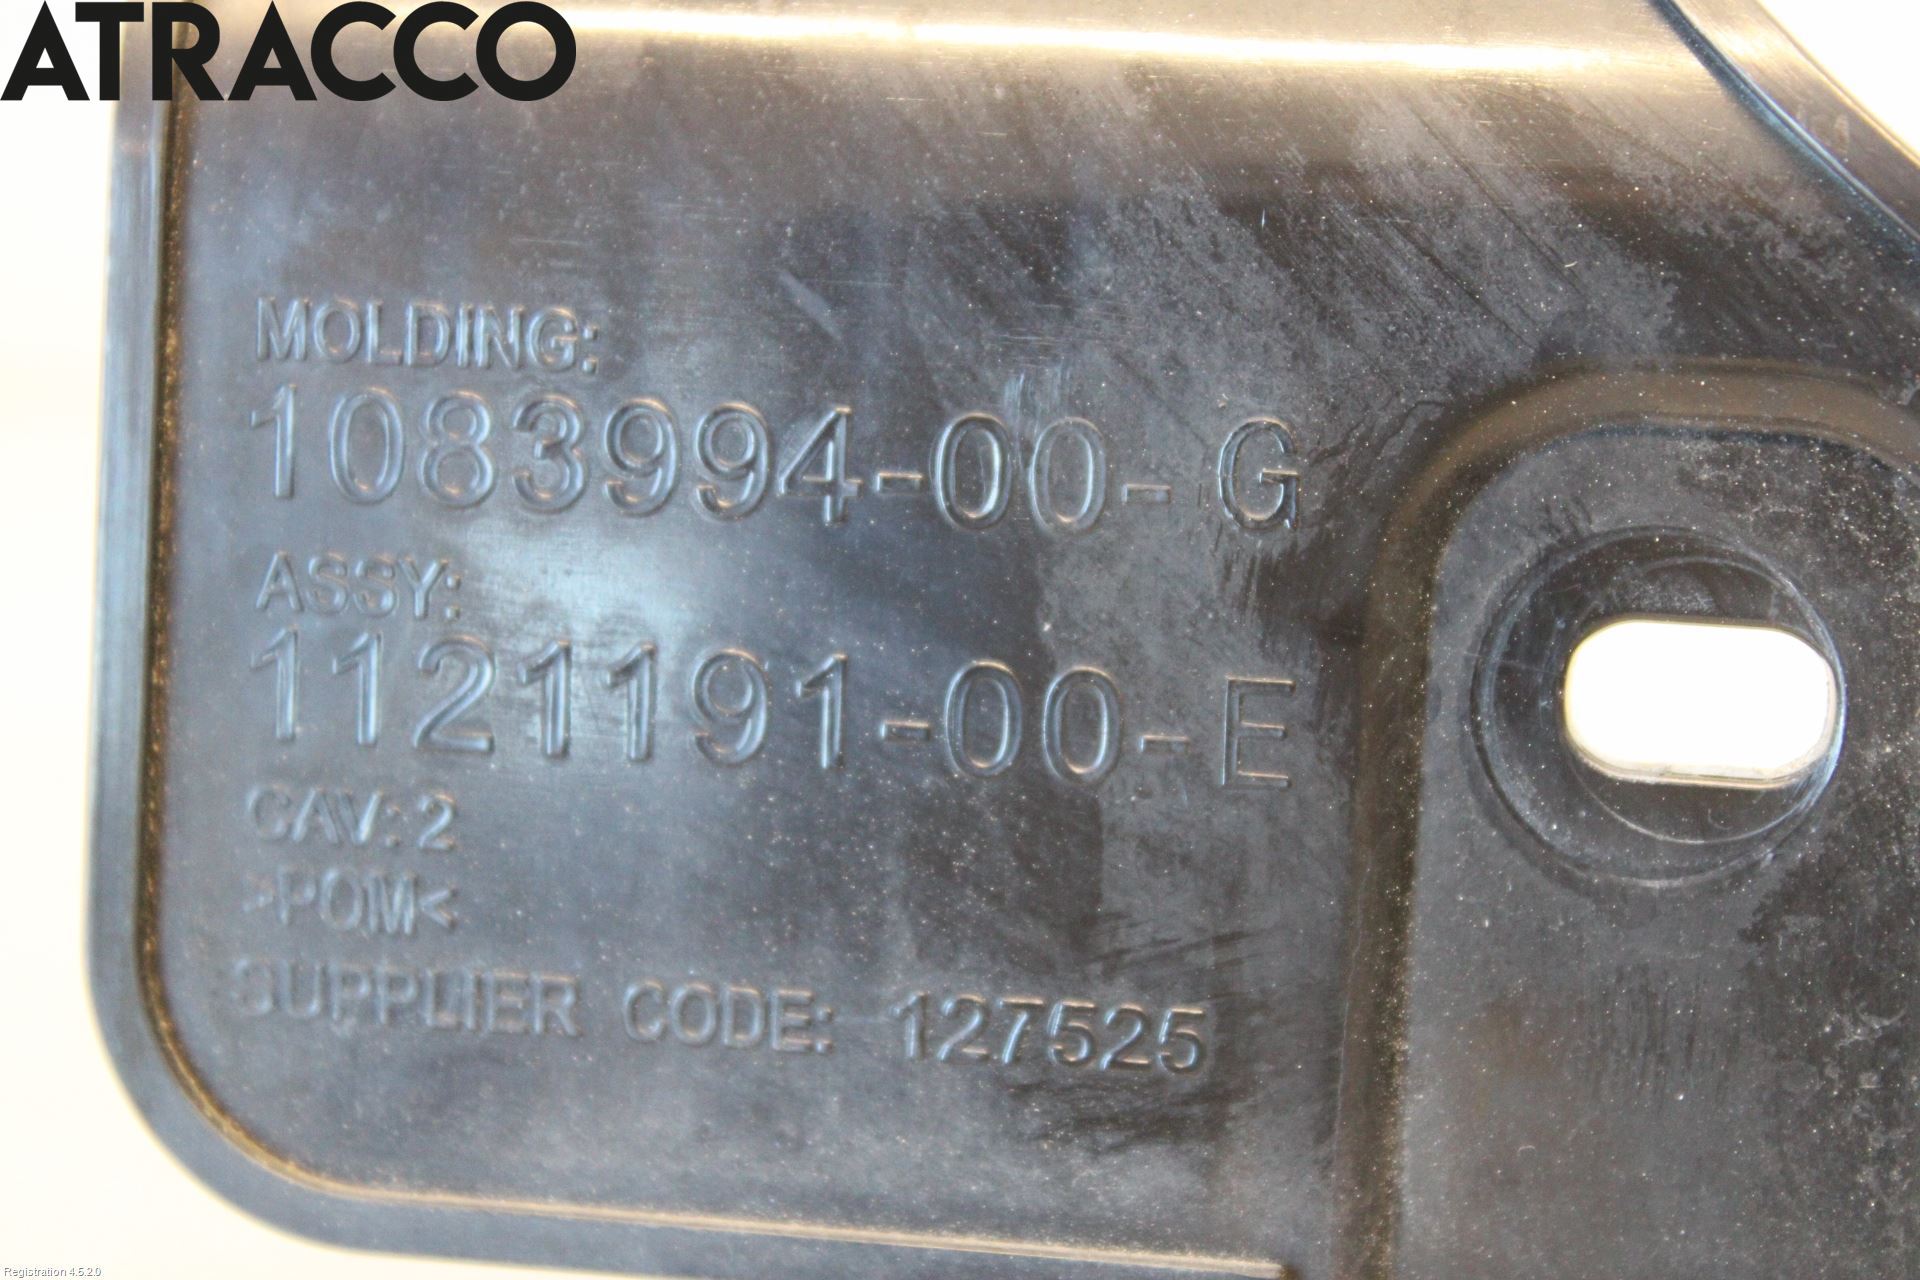 ATRACCO
MOLDING:
1083994-00- G
ASSY:
1121191-00-E
CAV: 2
>POM<
SUPPLIER CODE: 127525
Registration 4.5.2.0